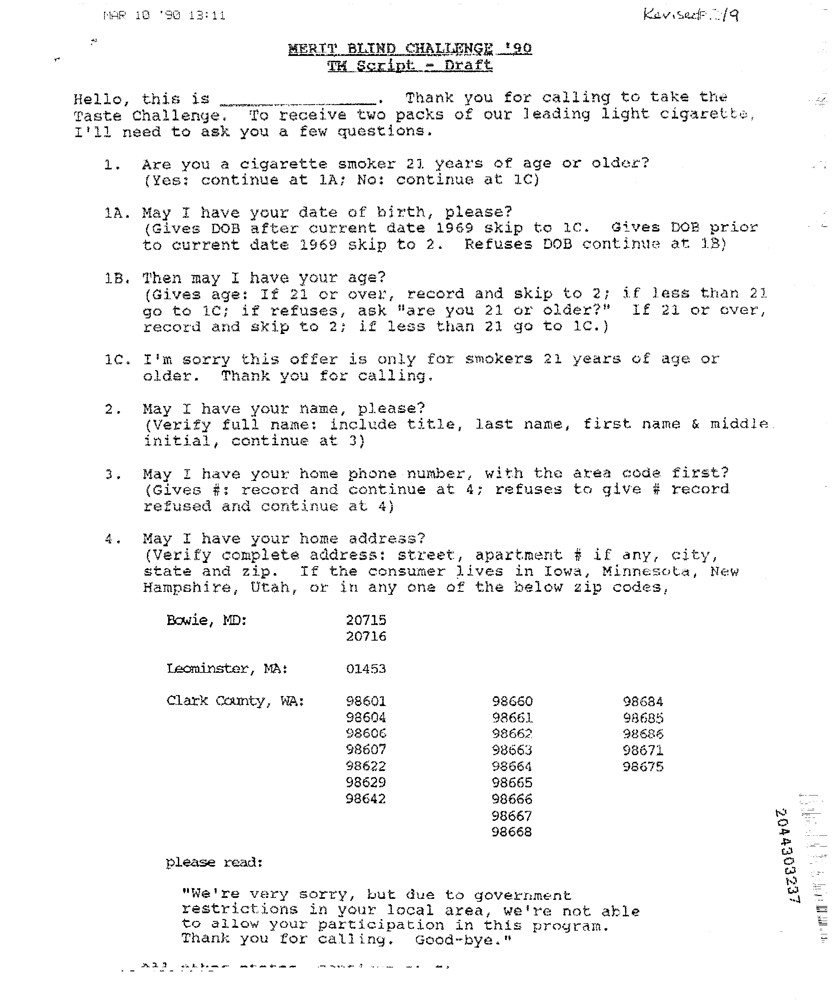 MAR 10 '90 13:11
Revised 3/9
MERIT BLIND CHALLENGE '90
TM Script - Draft
Hello, this is ________________. Thank you for calling to take the
Taste Challenge. To receive two packs of our leading light cigarette,
I'll need to ask you a few questions.
1. Are you a cigarette smoker 21 years of age or older?
(Yes: continue at 1A; No: continue at 1C)
1A. May I have your date of birth, please?
(Gives DOB after current date 1969 skip to 1C. Gives DOB prior
to current date 1969 skip to 2. Refuses DOB continue at 1B)
1B. Then may I have your age?
(Gives age: If 21 or over, record and skip to 2; if less than 21
go to 1C; if refuses, ask "are you 21 or older?" If 21 or over,
record and skip to 2; if less than 21 go to 1C.)
1C. I'm sorry this offer is only for smokers 21 years of age or
older. Thank you for calling.
2. May I have your name, please?
(Verify full name: include title, last name, first name & middle
initial, continue at 3)
3. May I have your home phone number, with the area code first?
(Gives #: record and continue at 4; refuses to give # record
refused and continue at 4)
4. May I have your home address?
(Verify complete address: street, apartment # if any, city,
state and zip. If the consumer lives in Iowa, Minnesota, New
Hampshire, Utah, or in any one of the below zip codes,
Bowie, MD: 20715
20716
Leominster, MA: 01453
Clark County, WA: 98601 98660 98684
98604 98661 98685
98606 98662 98686
98607 98663 98671
98622 98664 98675
98629 98665
98642 98666
98667
98668
please read:
"We're very sorry, but due to government
restrictions in your local area, we're not able
to allow your participation in this program.
Thank you for calling. Good-bye."
2044303237